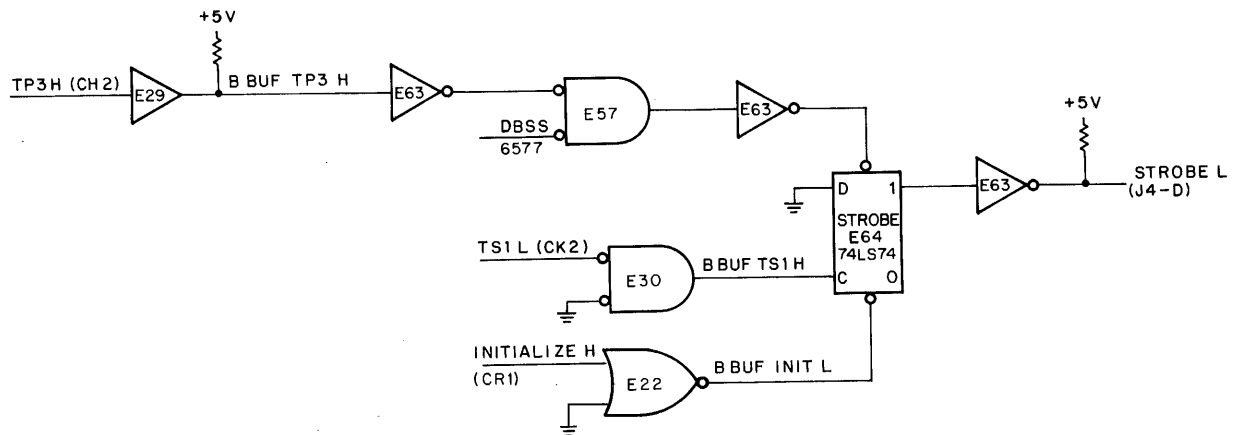 +5V
TP3H (CH2)
E29
B BUF TP3 H
E63
E57
DBSS
6577
E63
+5V
D 1
STROBE
E64
74LS74
C 0
E63
STROBE L
(J4-D)
TS1L (CK2)
E30
B BUF TS1 H
INITIALIZE H
(CR1)
E22
B BUF INIT L